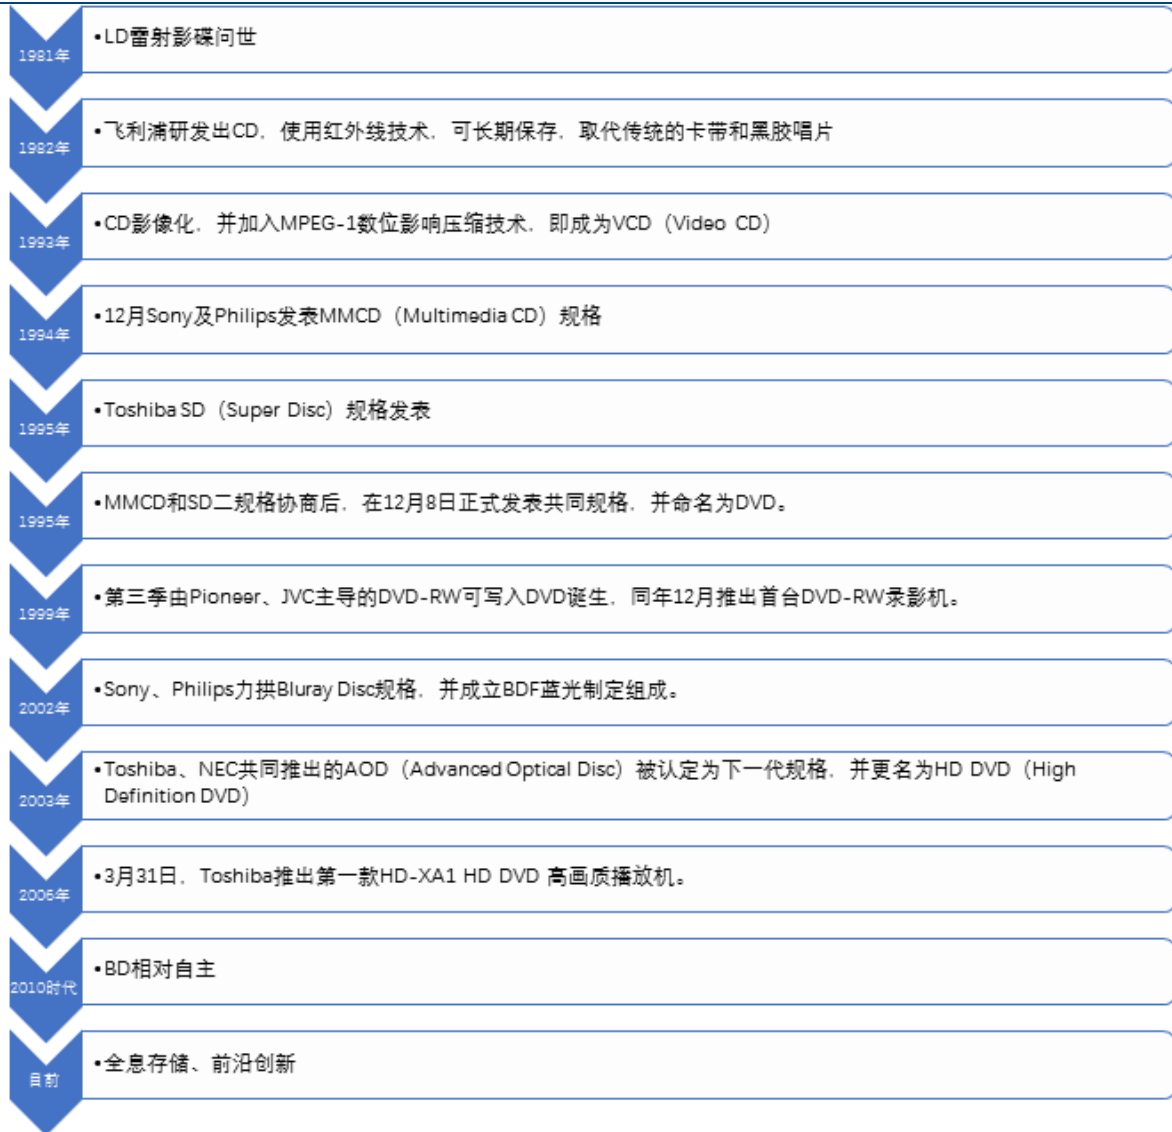 1981年
•LD雷射影碟问世
1982年
•飞利浦研发出CD，使用红外线技术，可长期保存，取代传统的卡带和黑胶唱片
1993年
•CD影像化，并加入MPEG-1数位影响压缩技术，即成为VCD（Video CD）
1994年
•12月Sony及Philips发表MMCD（Multimedia CD）规格
1995年
•Toshiba SD（Super Disc）规格发表
1995年
•MMCD和SD二规格协商后，在12月8日正式发表共同规格，并命名为DVD。
1999年
•第三季由Pioneer、JVC主导的DVD-RW可写入DVD诞生，同年12月推出首台DVD-RW录影机。
2002年
•Sony、Philips力拱Bluray Disc规格，并成立BDF蓝光制定组成。
2003年
•Toshiba、NEC共同推出的AOD（Advanced Optical Disc）被认定为下一代规格，并更名为HD DVD（High
Definition DVD）
2006年
•3月31日，Toshiba推出第一款HD-XA1 HD DVD 高画质播放机。
2010时代
•BD相对自主
目前
•全息存储、前沿创新